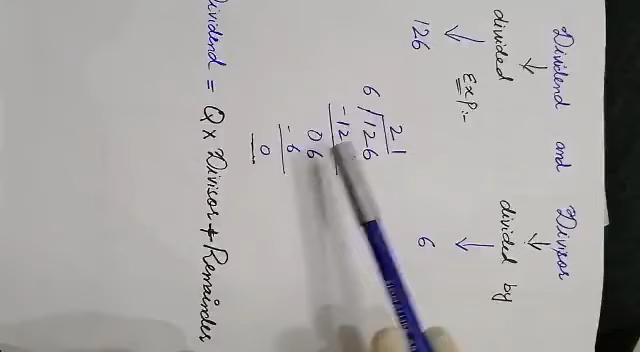 Dividend and Divisor
divided divided by
126 6
Exp:-
21
6 126
-12
06
-6
0
Dividend = Q x Divisor + Remainder